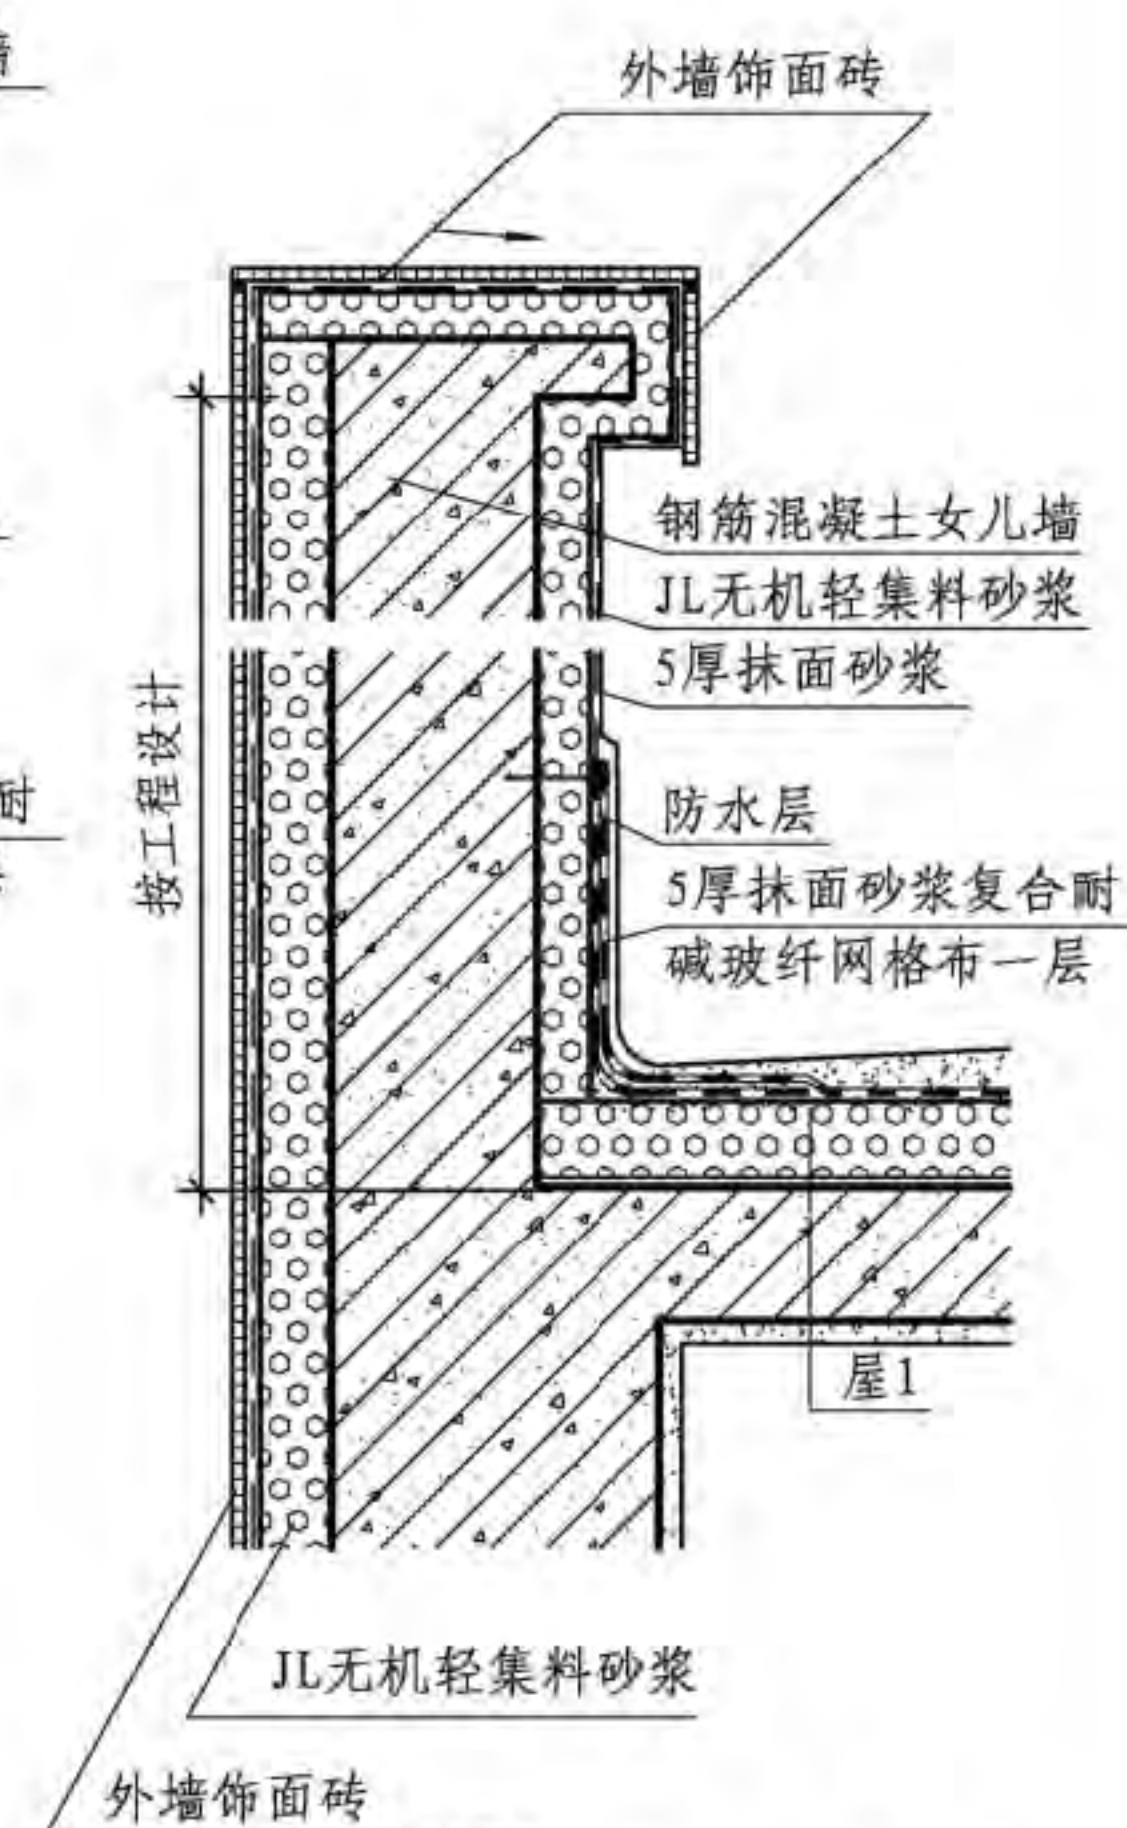 墙
外墙饰面砖
钢筋混凝土女儿墙
JL无机轻集料砂浆
5厚抹面砂浆
按工程设计
防水层
5厚抹面砂浆复合耐
碱玻纤网格布一层
屋1
JL无机轻集料砂浆
外墙饰面砖